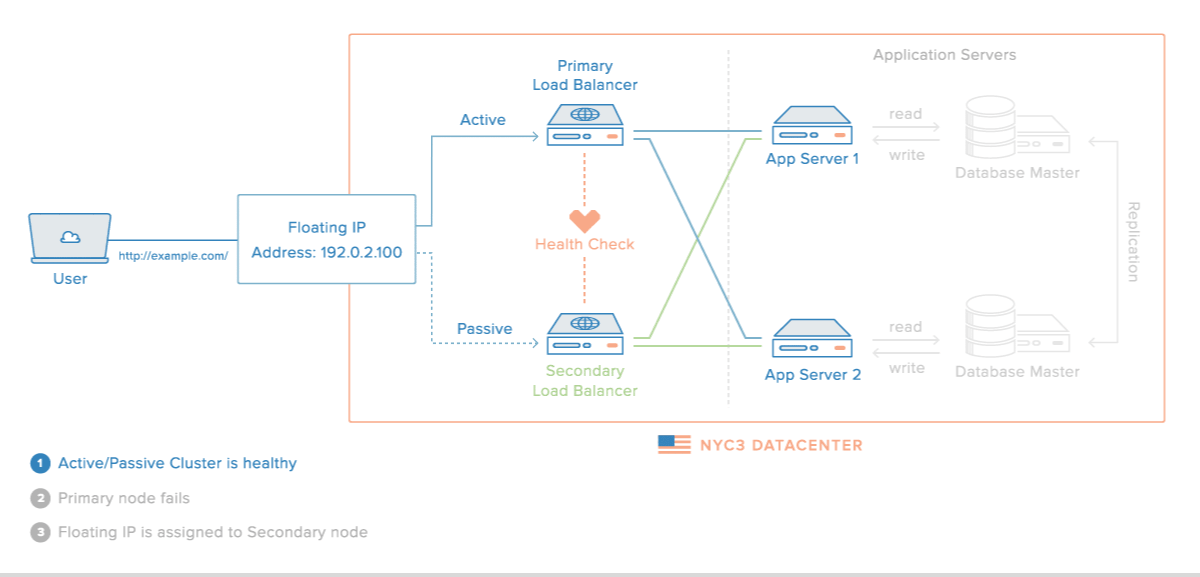 Application Servers
Primary
Load Balancer
Active
read
write
App Server 1
Database Master
Floating IP
Address: 192.0.2.100
http://example.com/
User
Health Check
Replication
Passive
Secondary
Load Balancer
read
write
App Server 2
Database Master
NYC3 DATACENTER
1 Active/Passive Cluster is healthy
2 Primary node fails
3 Floating IP is assigned to Secondary node